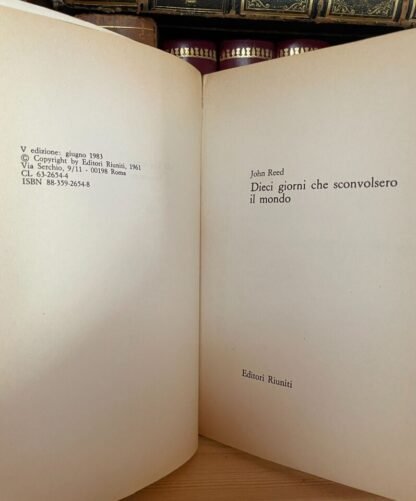 V edizione: giugno 1983
© Copyright by Editori Riuniti, 1961
Via Serchio, 9/11 - 00198 Roma
CL 63-2654-4
ISBN 88-359-2654-8
John Reed
Dieci giorni che sconvolsero
il mondo
Editori Riuniti